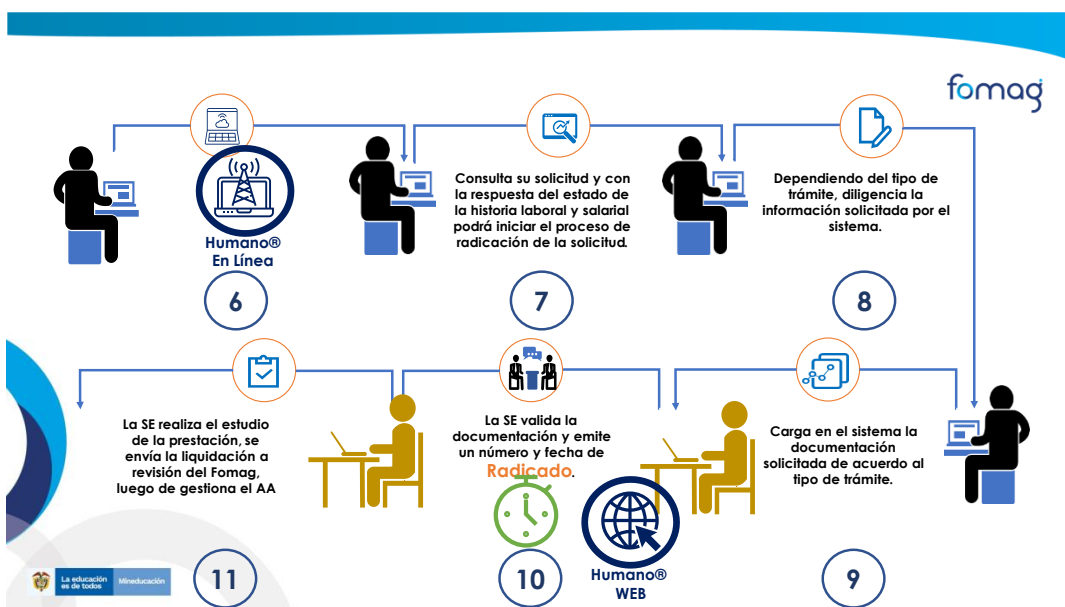 fomag
Humano®
En Línea
6
Consulta su solicitud y con
la respuesta del estado de
la historia laboral y salarial
podrá iniciar el proceso de
radicación de la solicitud.
7
Dependiendo del tipo de
trámite, diligencia la
información solicitada por el
sistema.
8
La SE realiza el estudio
de la prestación, se
envía la liquidación a
revisión del Fomag,
luego de gestiona el AA
11
La SE valida la
documentación y emite
un número y fecha de
Radicado.
10
Humano®
WEB
Carga en el sistema la
documentación
solicitada de acuerdo al
tipo de trámite.
9
La educación
es de todos
Mineducación